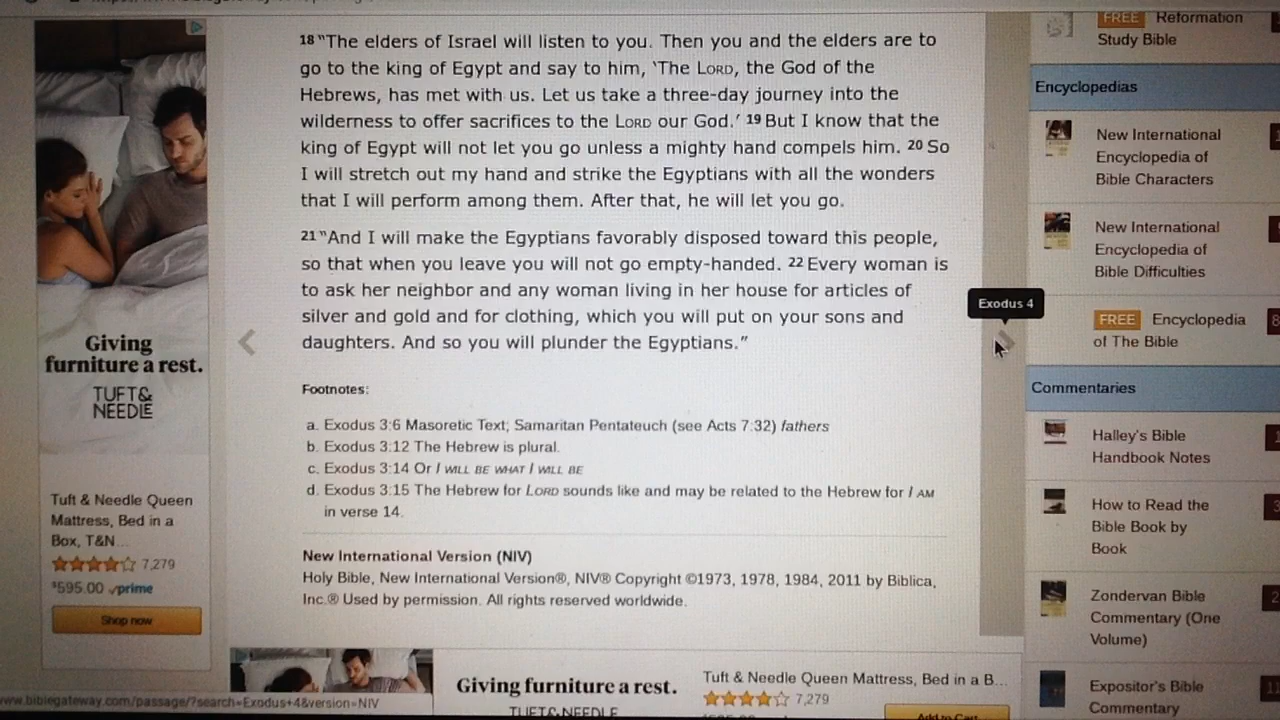 18 "The elders of Israel will listen to you. Then you and the elders are to
go to the king of Egypt and say to him, 'The LORD, the God of the
Hebrews, has met with us. Let us take a three-day journey into the
wilderness to offer sacrifices to the LORD our God.' 19 But I know that the
king of Egypt will not let you go unless a mighty hand compels him. 20 So
I will stretch out my hand and strike the Egyptians with all the wonders
that I will perform among them. After that, he will let you go.
21 "And I will make the Egyptians favorably disposed toward this people,
so that when you leave you will not go empty-handed. 22 Every woman is
to ask her neighbor and any woman living in her house for articles of
silver and gold and for clothing, which you will put on your sons and
daughters. And so you will plunder the Egyptians."
Footnotes:
a. Exodus 3:6 Masoretic Text; Samaritan Pentateuch (see Acts 7:32) fathers
b. Exodus 3:12 The Hebrew is plural.
c. Exodus 3:14 Or I WILL BE WHAT I WILL BE
d. Exodus 3:15 The Hebrew for LORD sounds like and may be related to the Hebrew for I AM
in verse 14.
New International Version (NIV)
Holy Bible, New International Version®, NIV® Copyright ©1973, 1978, 1984, 2011 by Biblica,
Inc.® Used by permission. All rights reserved worldwide.
Exodus 4
Giving
furniture a rest.
TUFT&
NEEDLE
Tuft & Needle Queen
Mattress, Bed in a
Box, T&N...
7,279
$595.00 prime
Shop now
Giving furniture a rest.
TUFT&NEEDLE
Tuft & Needle Queen Mattress, Bed in a B...
7,279
Add to Cart
www.biblegateway.com/passage/?search=Exodus+4&version=NIV
FREE Reformation
Study Bible
Encyclopedias
New International
Encyclopedia of
Bible Characters
New International
Encyclopedia of
Bible Difficulties
FREE Encyclopedia
of The Bible
Commentaries
Halley's Bible
Handbook Notes
How to Read the
Bible Book by
Book
Zondervan Bible
Commentary (One
Volume)
Expositor's Bible
Commentary